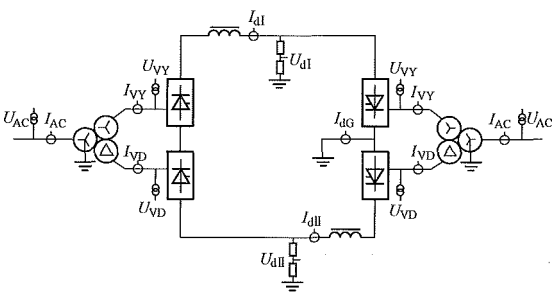 I_dI
U_dI
U_VY
U_VY
I_VY
I_VY
U_AC
I_AC
I_dG
I_AC
U_AC
I_VD
I_VD
U_VD
U_VD
I_dII
U_dII